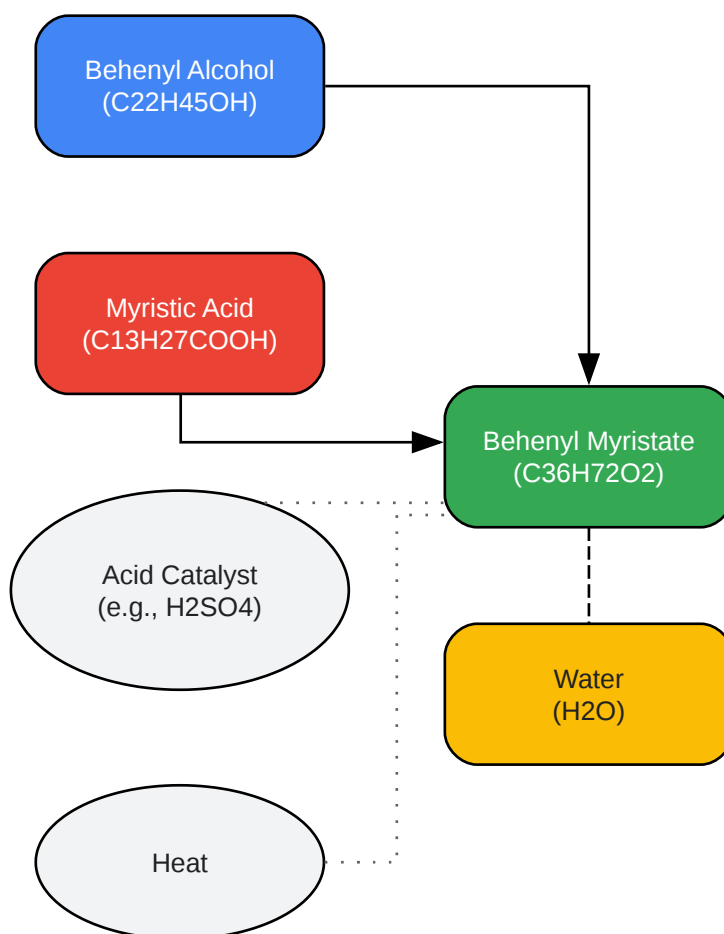 Behenyl Alcohol
(C22H45OH)
Myristic Acid
(C13H27COOH)
Behenyl Myristate
(C36H72O2)
Acid Catalyst
(e.g., H2SO4)
Water
(H2O)
Heat